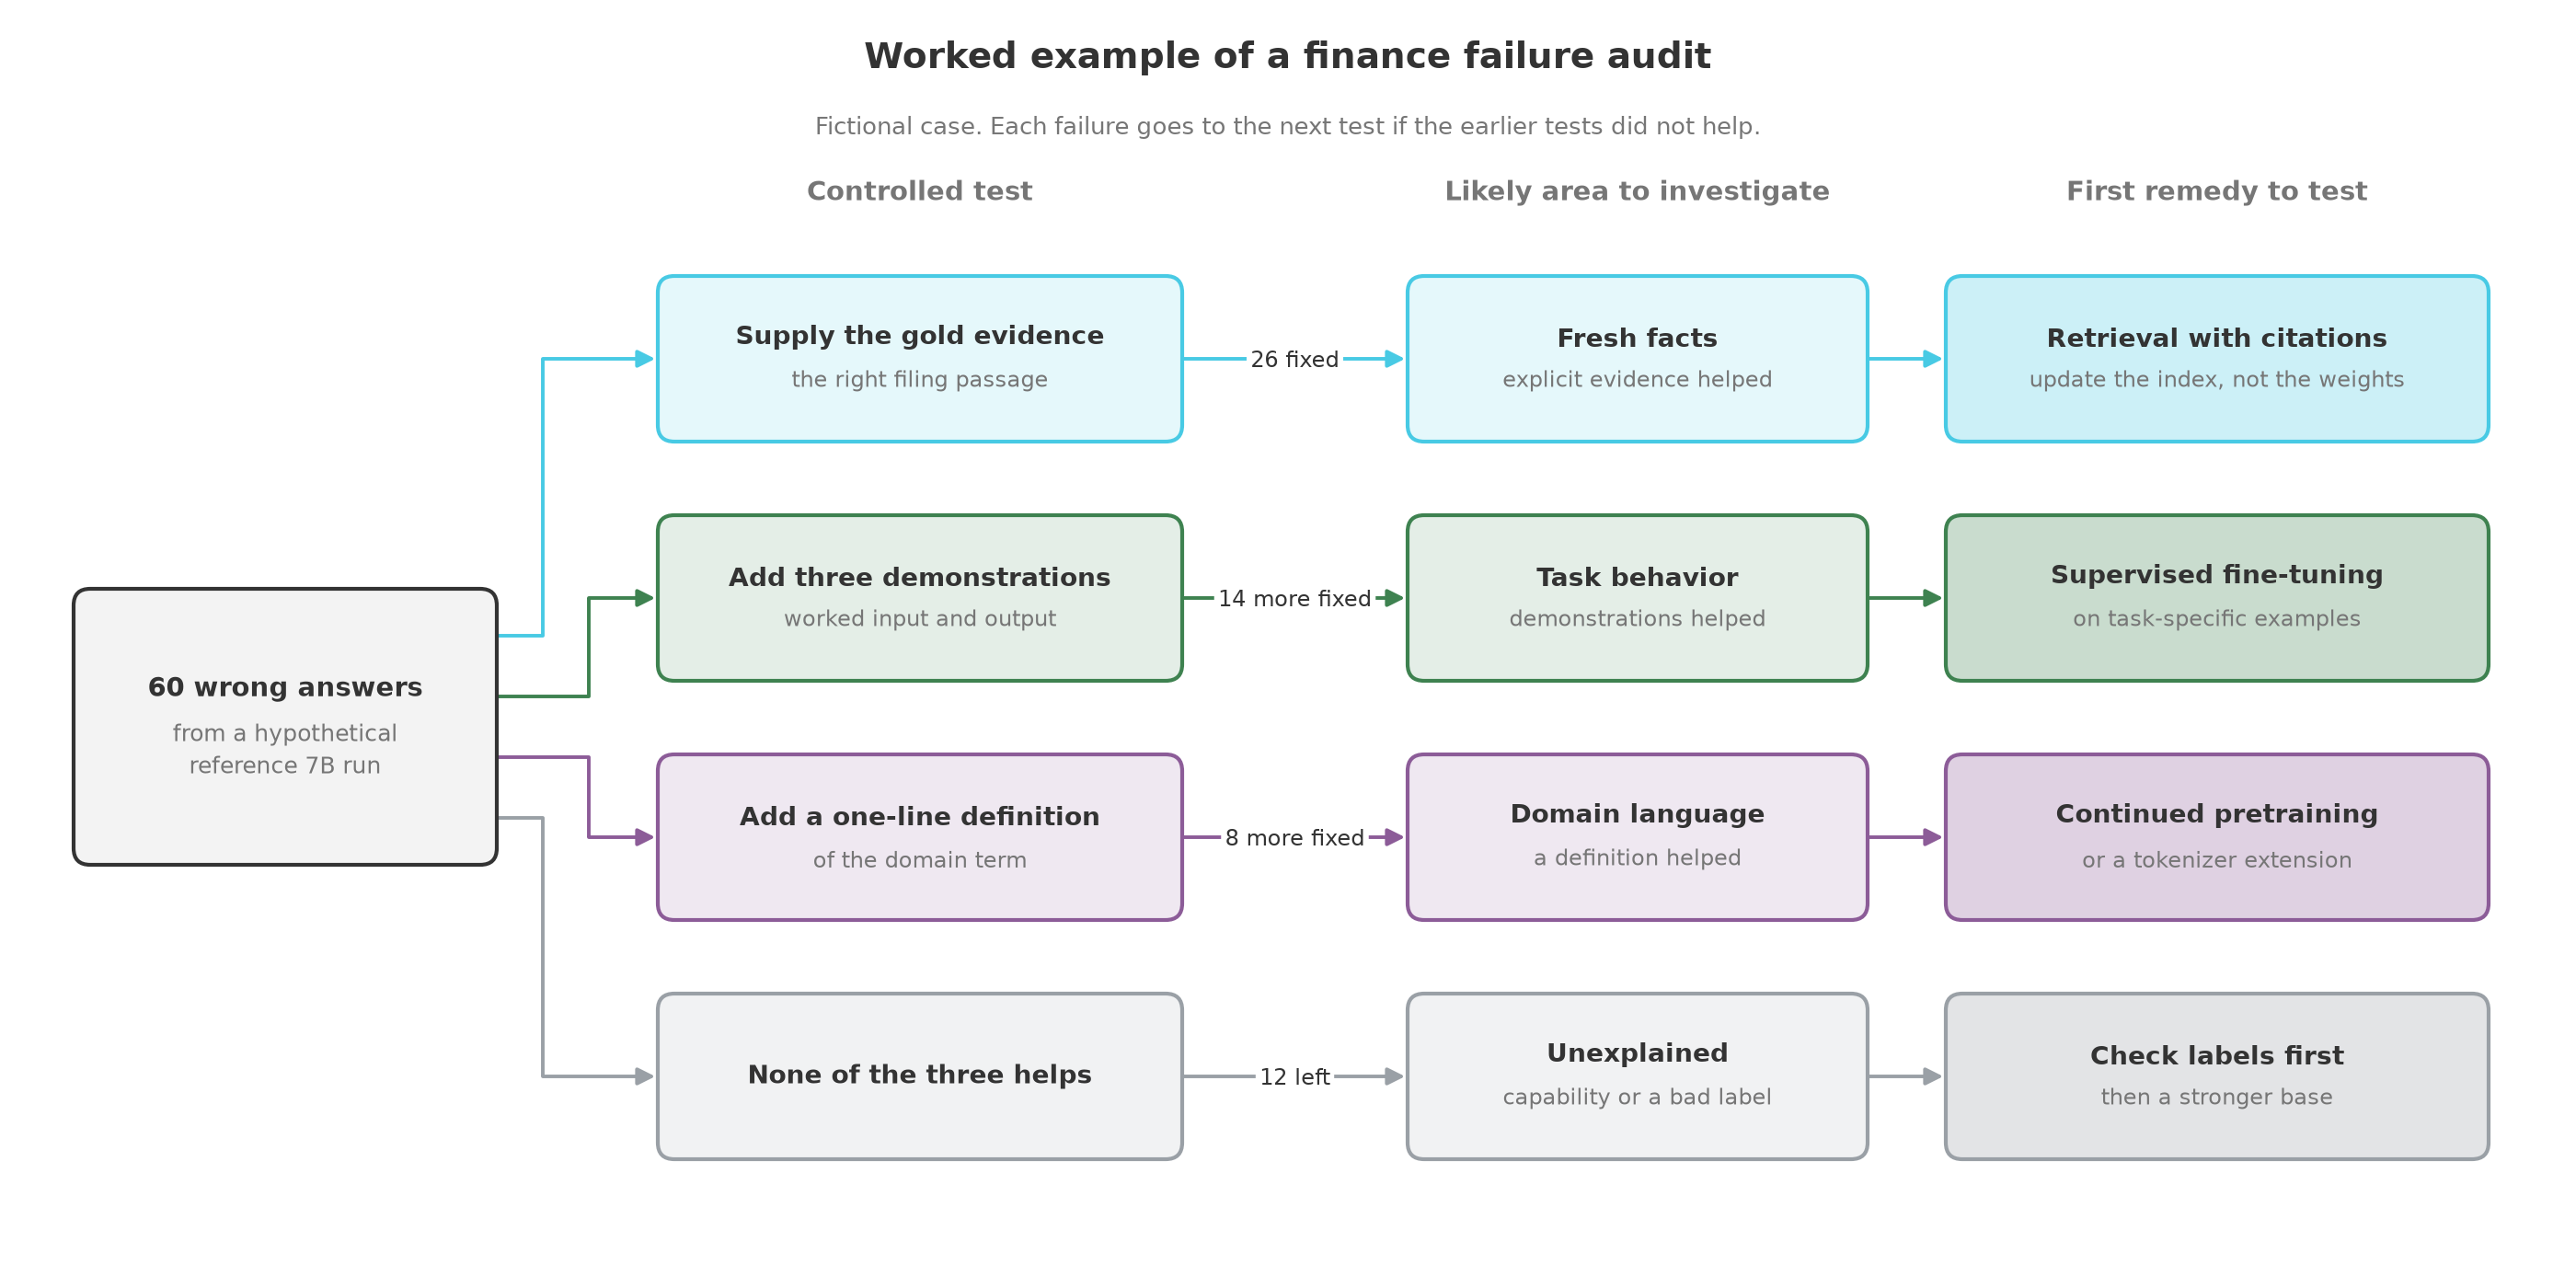 Worked example of a finance failure audit
Fictional case. Each failure goes to the next test if the earlier tests did not help.
Controlled test
Likely area to investigate
First remedy to test
60 wrong answers
from a hypothetical
reference 7B run
Supply the gold evidence
the right filing passage
26 fixed
Fresh facts
explicit evidence helped
Retrieval with citations
update the index, not the weights
Add three demonstrations
worked input and output
14 more fixed
Task behavior
demonstrations helped
Supervised fine-tuning
on task-specific examples
Add a one-line definition
of the domain term
8 more fixed
Domain language
a definition helped
Continued pretraining
or a tokenizer extension
None of the three helps
12 left
Unexplained
capability or a bad label
Check labels first
then a stronger base